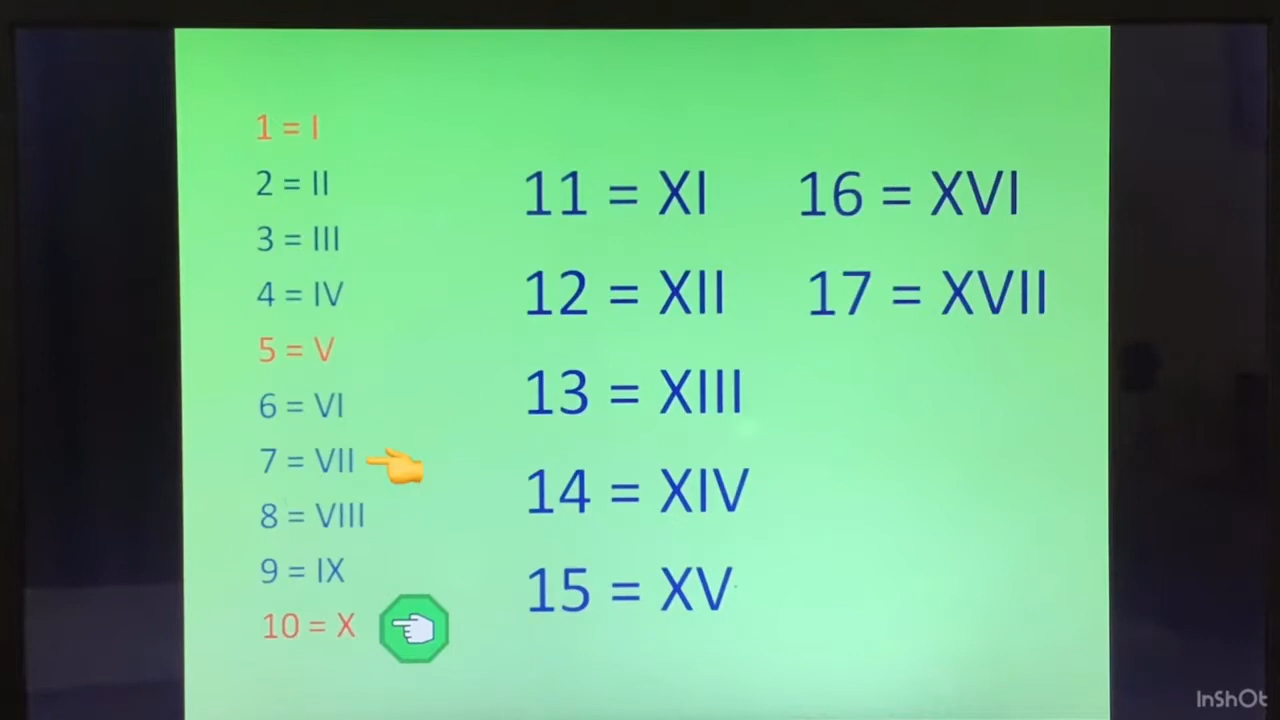 1 = I
2 = II
3 = III
4 = IV
5 = V
6 = VI
7 = VII
8 = VIII
9 = IX
10 = X
11 = XI
12 = XII
13 = XIII
14 = XIV
15 = XV
16 = XVI
17 = XVII
InShOt